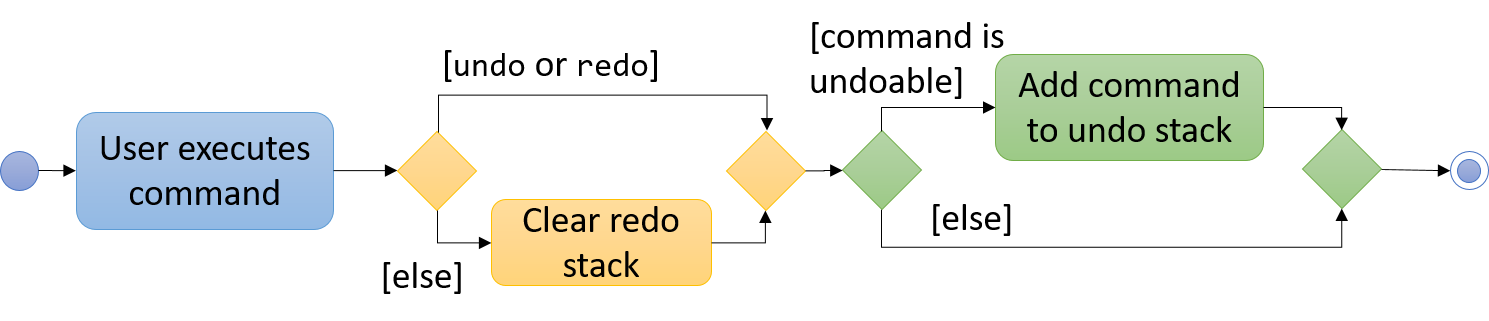 User executes
command
[undo or redo]
[else]
Clear redo
stack
[command is
undoable]
Add command
to undo stack
[else]